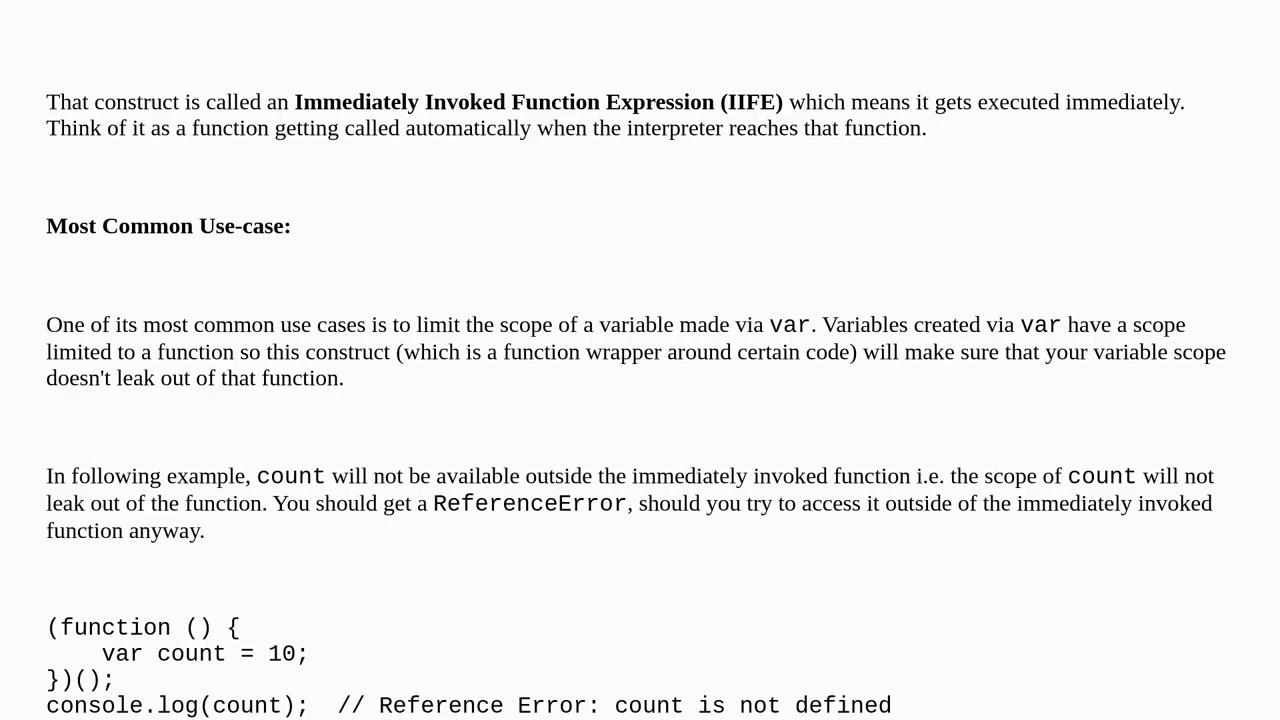 That construct is called an Immediately Invoked Function Expression (IIFE) which means it gets executed immediately.
Think of it as a function getting called automatically when the interpreter reaches that function.
Most Common Use-case:
One of its most common use cases is to limit the scope of a variable made via var. Variables created via var have a scope
limited to a function so this construct (which is a function wrapper around certain code) will make sure that your variable scope
doesn't leak out of that function.
In following example, count will not be available outside the immediately invoked function i.e. the scope of count will not
leak out of the function. You should get a ReferenceError, should you try to access it outside of the immediately invoked
function anyway.
(function () {
    var count = 10;
})();
console.log(count);  // Reference Error: count is not defined